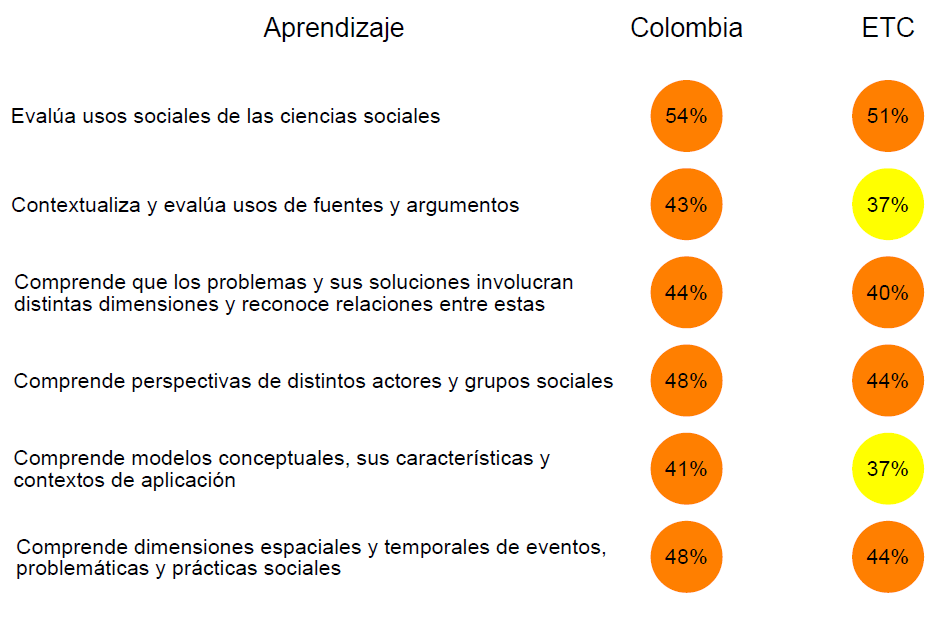 Aprendizaje Colombia ETC
Evalúa usos sociales de las ciencias sociales 54% 51%
Contextualiza y evalúa usos de fuentes y argumentos 43% 37%
Comprende que los problemas y sus soluciones involucran
distintas dimensiones y reconoce relaciones entre estas 44% 40%
Comprende perspectivas de distintos actores y grupos sociales 48% 44%
Comprende modelos conceptuales, sus características y
contextos de aplicación 41% 37%
Comprende dimensiones espaciales y temporales de eventos,
problemáticas y prácticas sociales 48% 44%